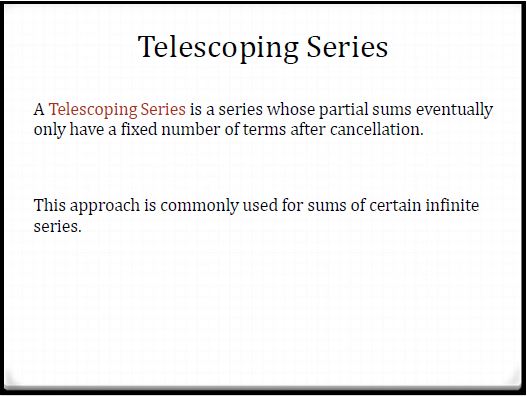 Telescoping Series
A Telescoping Series is a series whose partial sums eventually
only have a fixed number of terms after cancellation.
This approach is commonly used for sums of certain infinite
series.